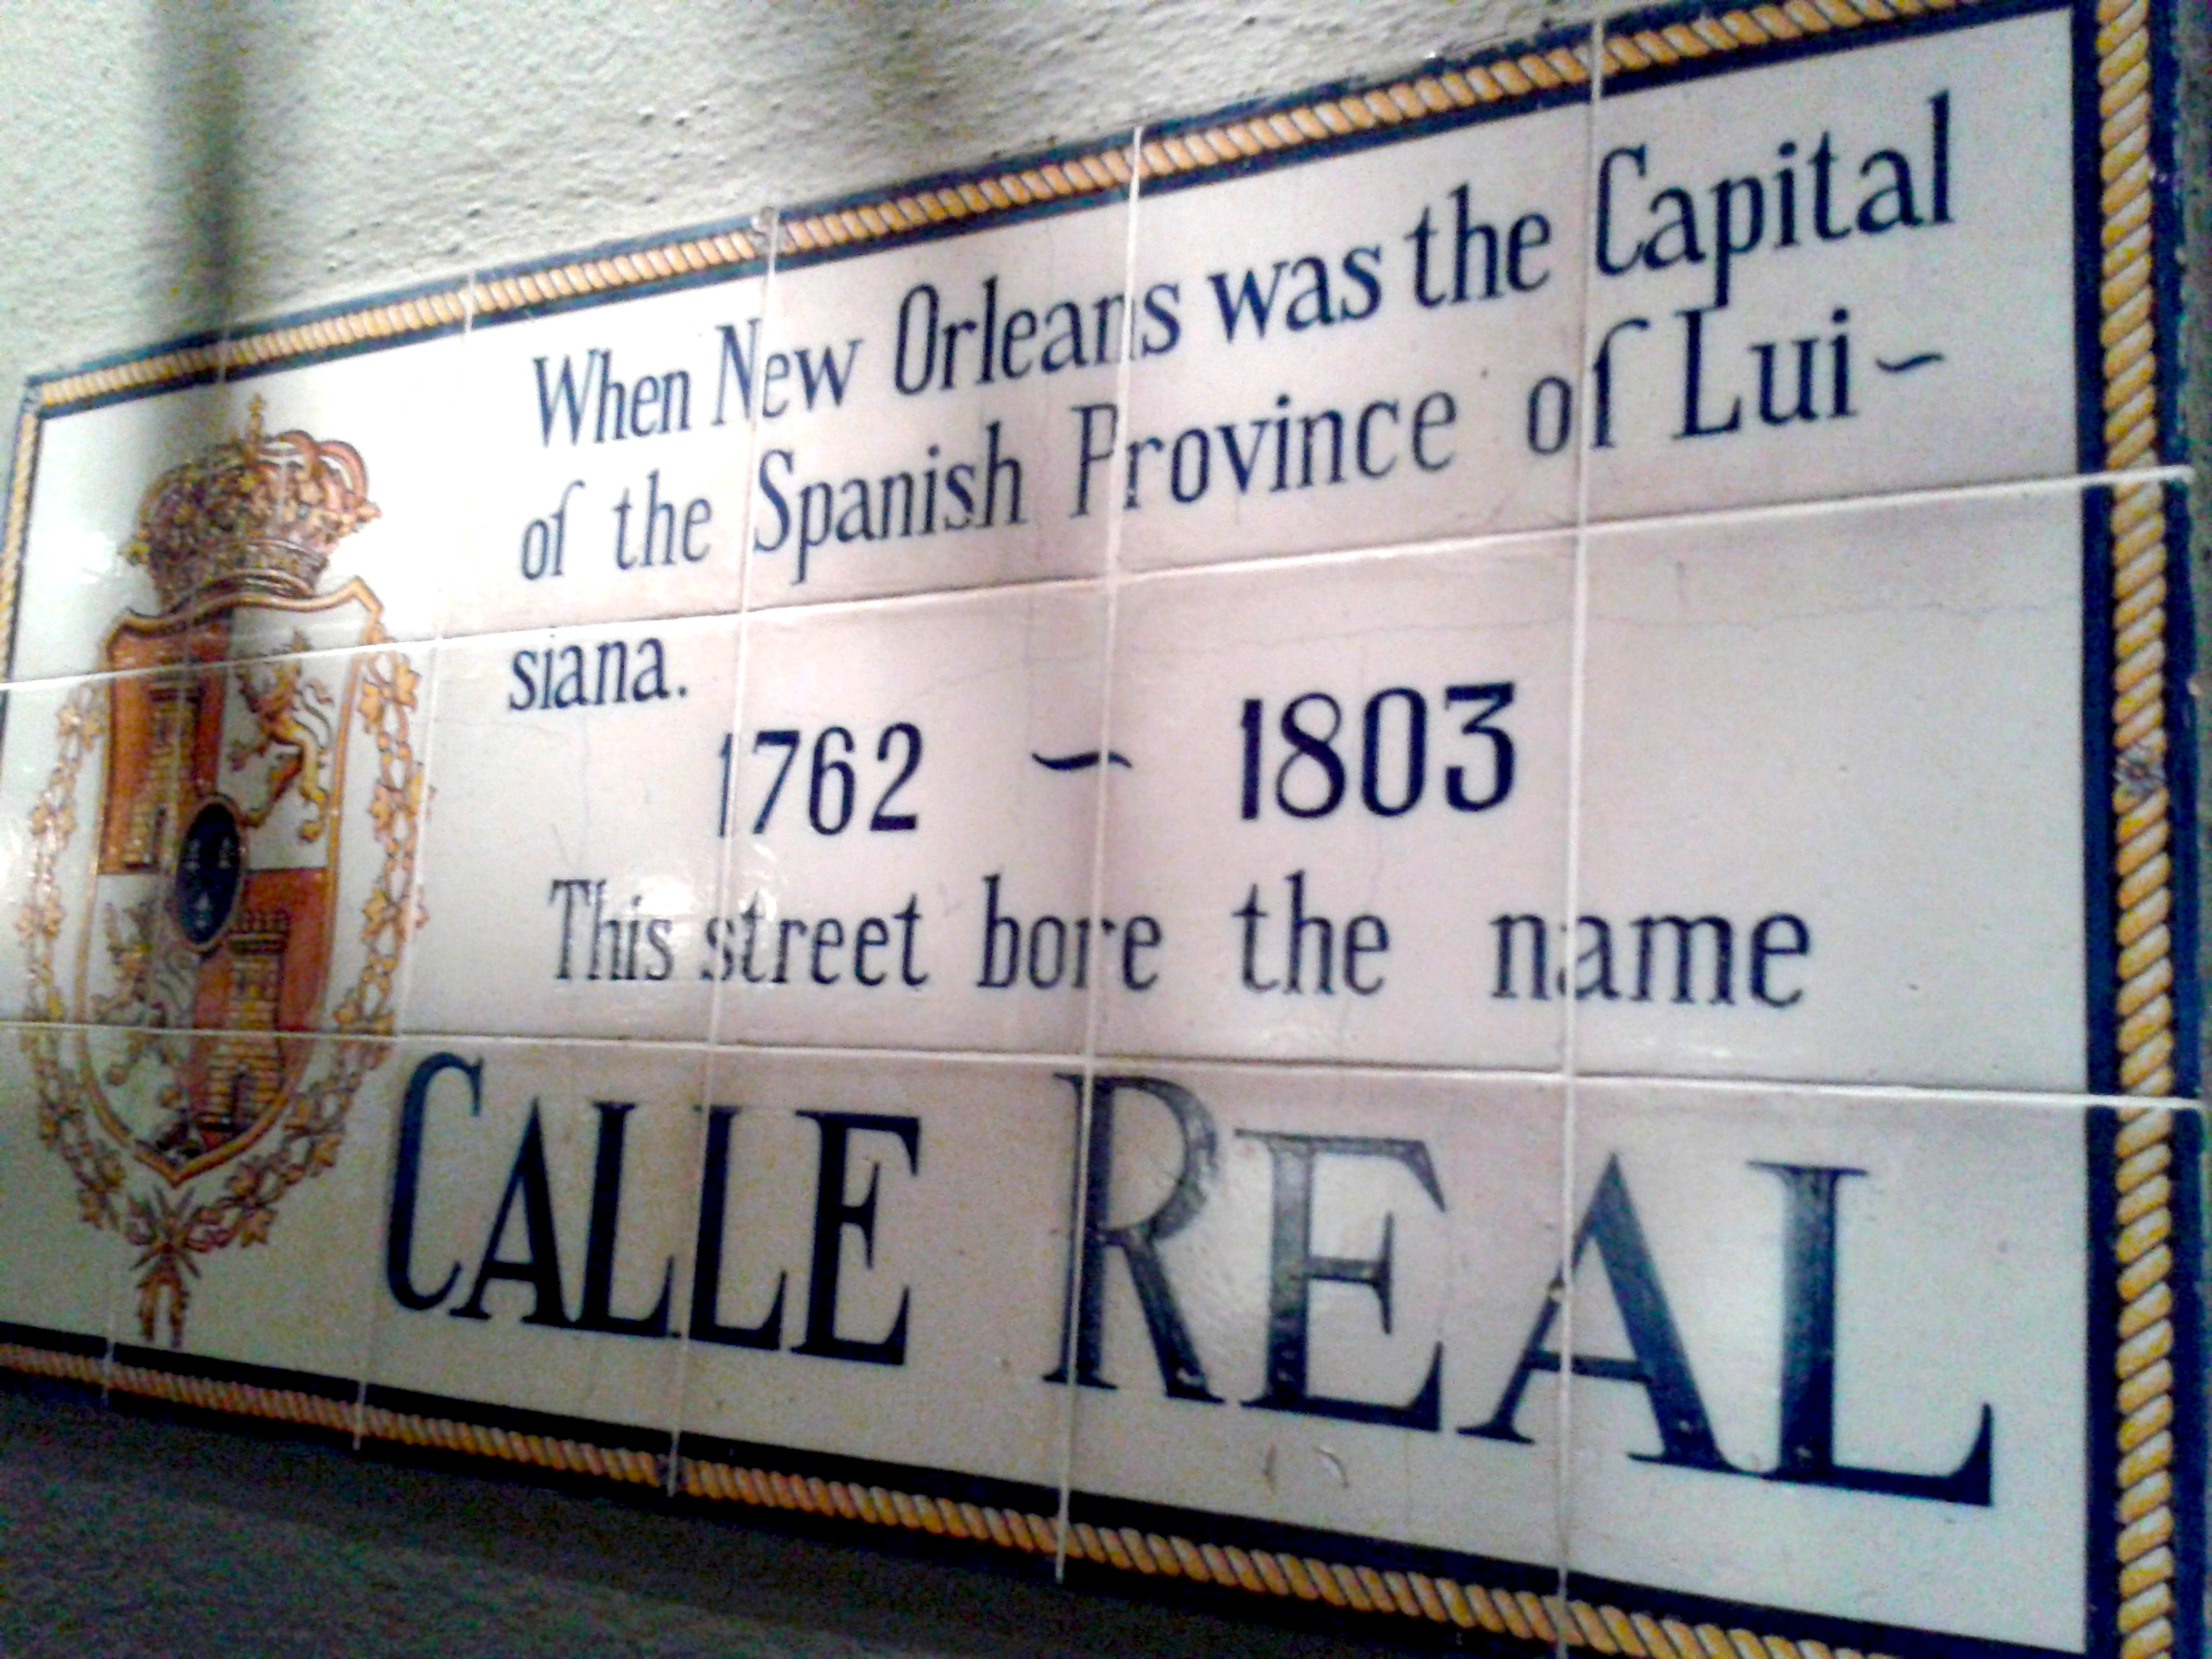 When New Orleans was the Capital
of the Spanish Province of Lui~
siana.
1762 ~ 1803
This street bore the name
CALLE REAL